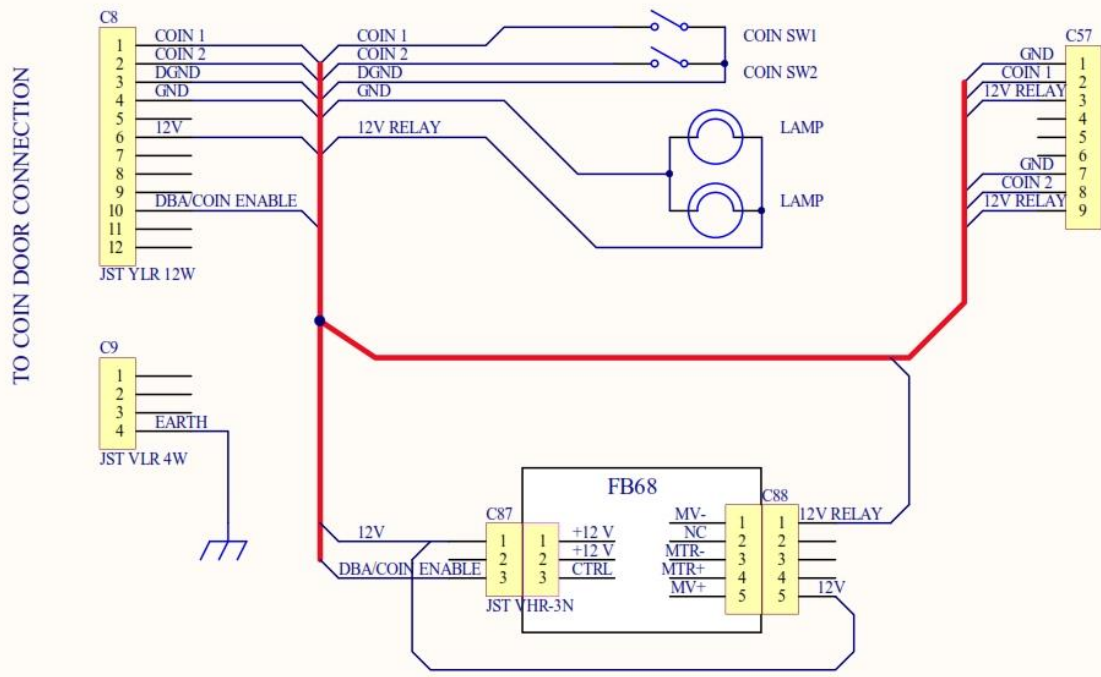 TO COIN DOOR CONNECTION
C8
1 COIN 1
2 COIN 2
3 DGND
4 GND
5
6 12V
7
8
9
10 DBA/COIN ENABLE
11
12
JST YLR 12W
COIN 1
COIN 2
DGND
GND
12V RELAY
COIN SW1
COIN SW2
LAMP
LAMP
C57
GND 1
COIN 1 2
12V RELAY 3
4
5
6
GND 7
COIN 2 8
12V RELAY 9
C9
1
2
3
4 EARTH
JST VLR 4W
FB68
C87
12V 1 1 +12 V
2 2 +12 V
DBA/COIN ENABLE 3 3 CTRL
JST VHR-3N
C88
MV- 1 1 12V RELAY
NC 2 2
MTR- 3 3
MTR+ 4 4
MV+ 5 5 12V